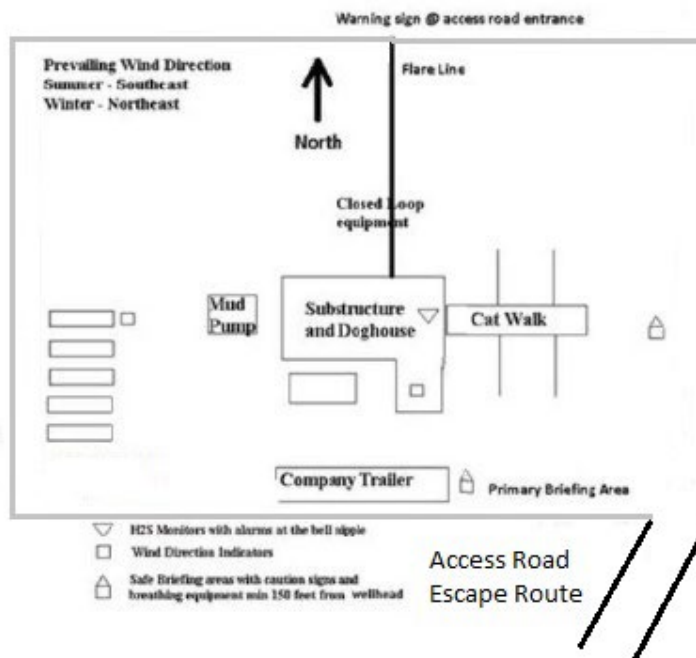 Warning sign @ access road entrance
Prevailing Wind Direction
Summer - Southeast
Winter - Northeast
Flare Line
North
Closed Loop
equipment
Mud
Pump
Substructure
and Doghouse
Cat Walk
Company Trailer
Primary Briefing Area
H2S Monitors with alarms at the bell nipple
Wind Direction Indicators
Safe Briefing areas with caution signs and
breathing equipment min 150 feet from wellhead
Access Road
Escape Route